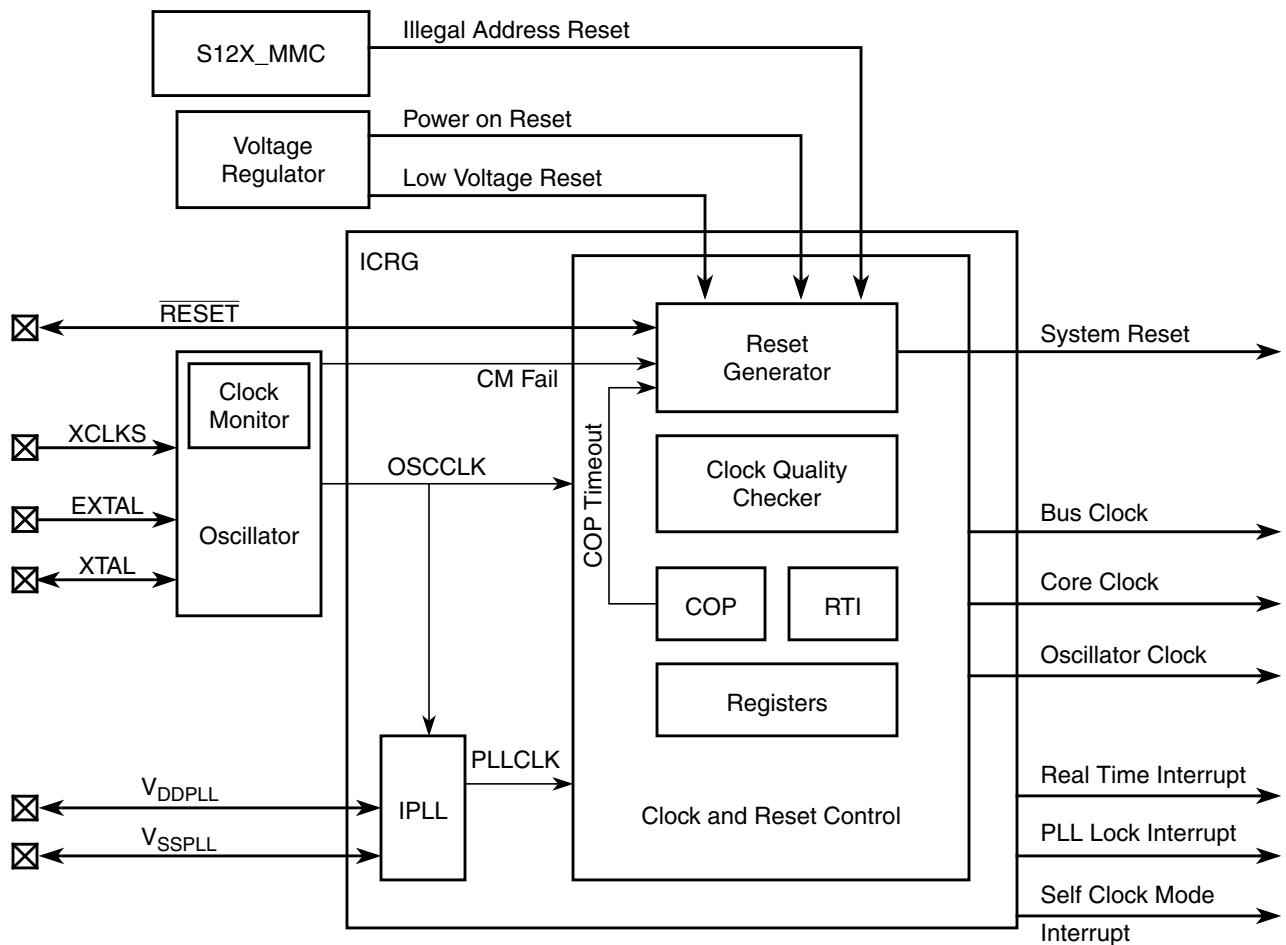 Illegal Address Reset
S12X_MMC
Power on Reset
Voltage
Regulator
Low Voltage Reset
ICRG
RESET
Reset
Generator
System Reset
CM Fail
Clock
Monitor
XCLKS
COP Timeout
OSCCLK
Clock Quality
Checker
EXTAL
Oscillator
Bus Clock
XTAL
COP
RTI
Core Clock
Oscillator Clock
Registers
PLLCLK
Real Time Interrupt
VDDPLL
IPLL
Clock and Reset Control
VSSPLL
PLL Lock Interrupt
Self Clock Mode
Interrupt